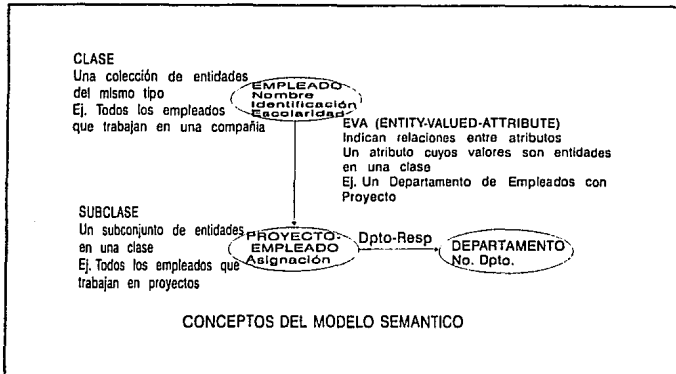 CLASE
Una colección de entidades
del mismo tipo
Ej. Todos los empleados
que trabajan en una compañia
EMPLEADO
Nombre
Identificación
Escolaridad
EVA (ENTITY-VALUED-ATTRIBUTE)
Indican relaciones entre atributos
Un atributo cuyos valores son entidades
en una clase
Ej. Un Departamento de Empleados con
Proyecto
SUBCLASE
Un subconjunto de entidades
en una clase
Ej. Todos los empleados que
trabajan en proyectos
PROYECTO-
EMPLEADO
Asignación
Dpto-Resp
DEPARTAMENTO
No. Dpto.
CONCEPTOS DEL MODELO SEMANTICO